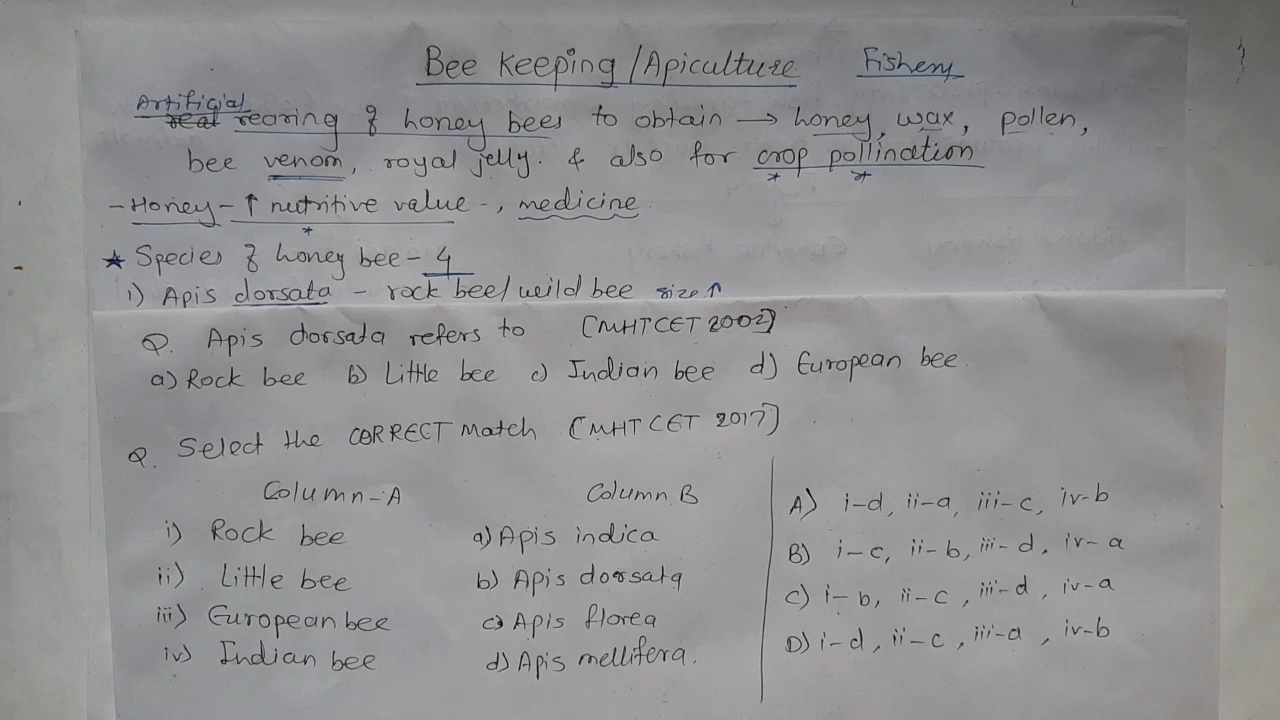 Bee Keeping/Apiculture Fishery
Artificial
real rearing of honey bees to obtain → honey, wax, pollen,
bee venom, royal jelly. & also for crop pollination
- Honey - ↑ nutritive value -, medicine
★ Species of honey bee - 4
i) Apis dorsata - rock bee/wild bee size ↑
Q. Apis dorsata refers to [MHTCET 2002]
a) Rock bee b) Little bee c) Indian bee d) European bee.
Q. Select the CORRECT Match [MHT CET 2017]
Column-A Column B
i) Rock bee a) Apis indica
ii) Little bee b) Apis dorsata
iii) European bee c) Apis florea
iv) Indian bee d) Apis mellifera.
A) i-d, ii-a, iii-c, iv-b
B) i-c, ii-b, iii-d, iv-a
C) i-b, ii-c, iii-d, iv-a
D) i-d, ii-c, iii-a, iv-b